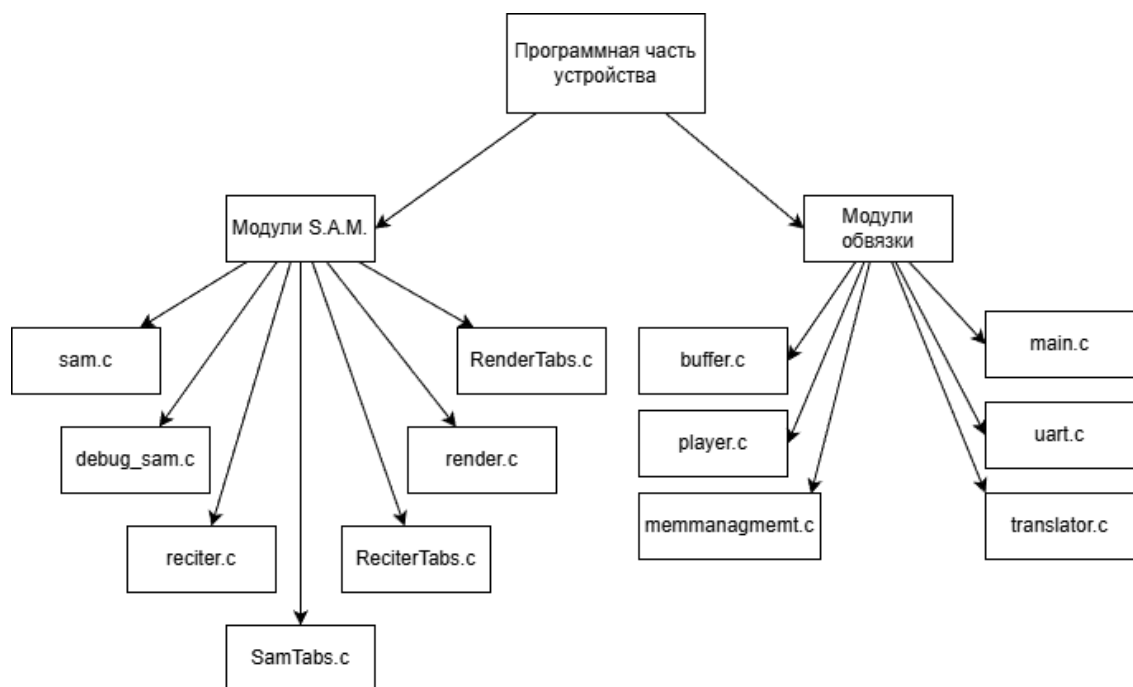 Программная часть
устройства
Модули S.A.M.
Модули
обвязки
sam.c
debug_sam.c
reciter.c
SamTabs.c
ReciterTabs.c
render.c
RenderTabs.c
buffer.c
player.c
memmanagmemt.c
main.c
uart.c
translator.c